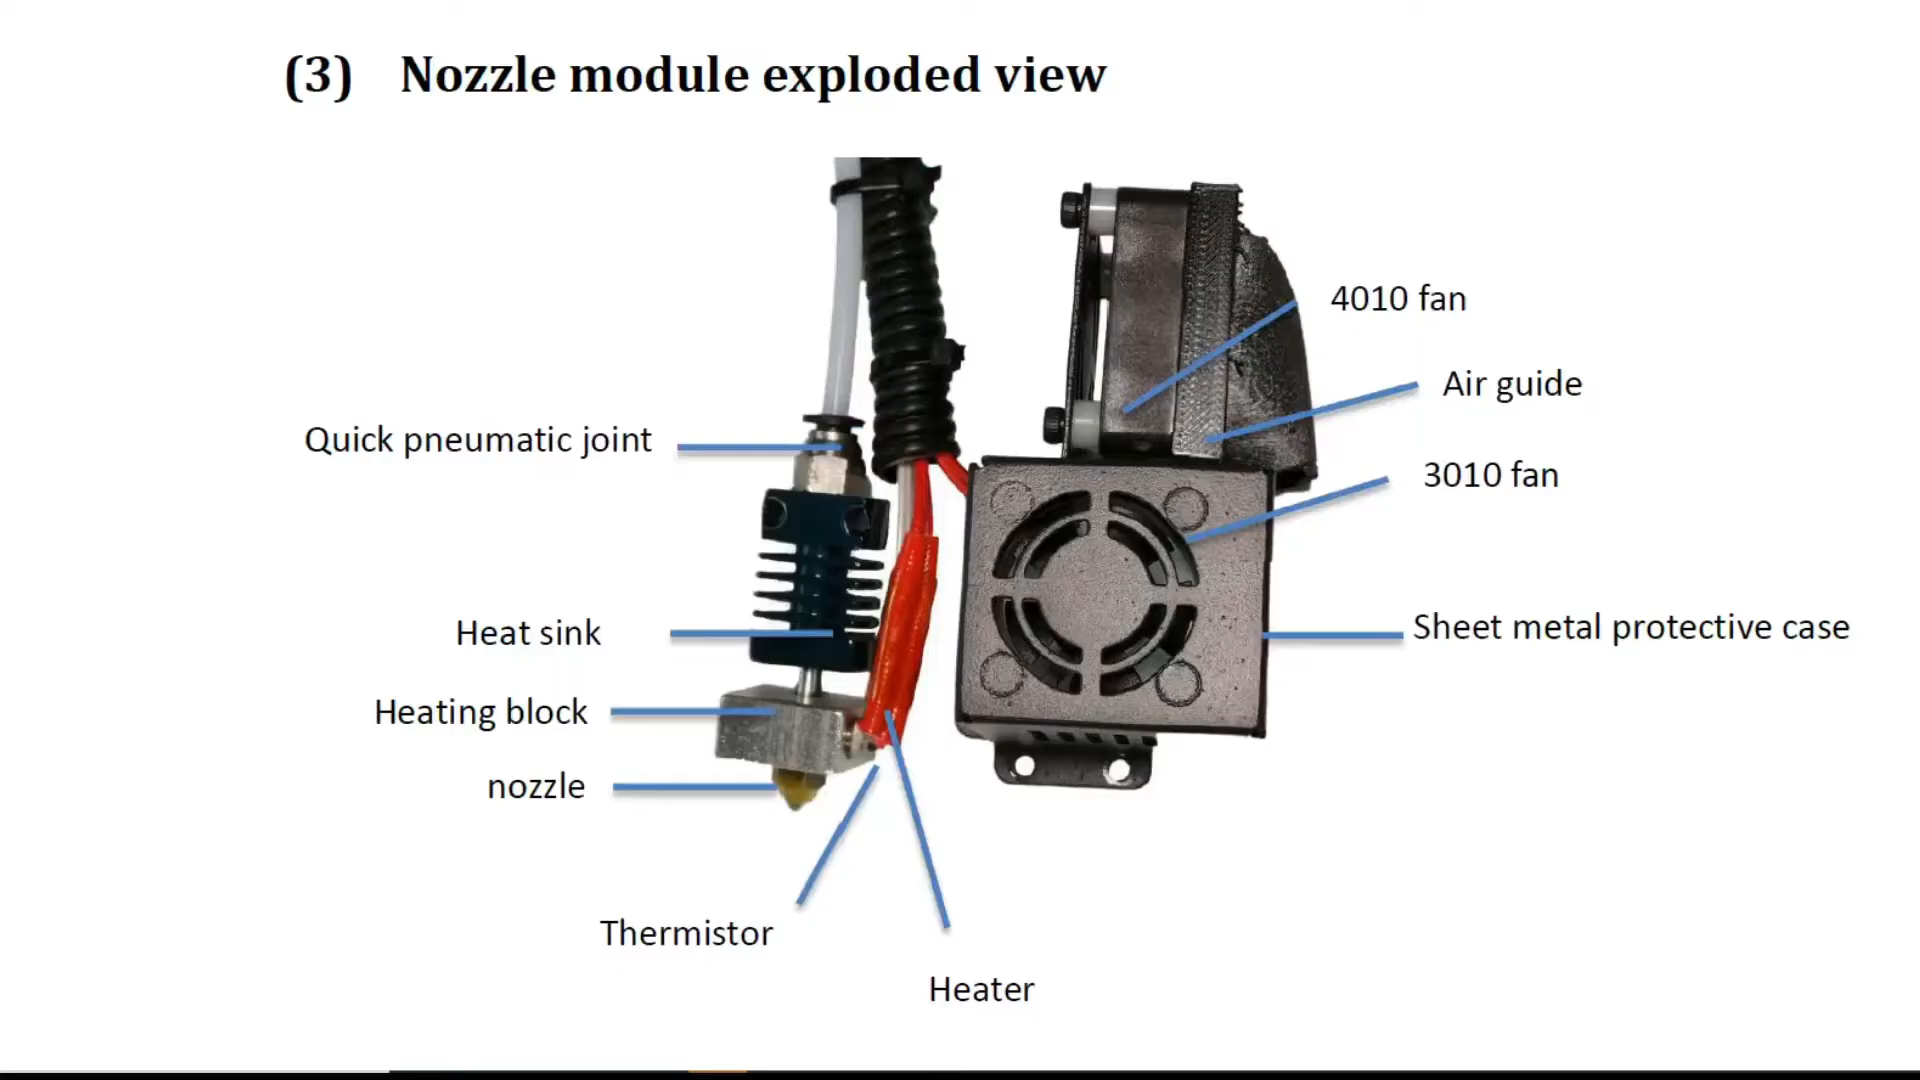 (3) Nozzle module exploded view
4010 fan
Air guide
Quick pneumatic joint
3010 fan
Heat sink
Sheet metal protective case
Heating block
nozzle
Thermistor
Heater